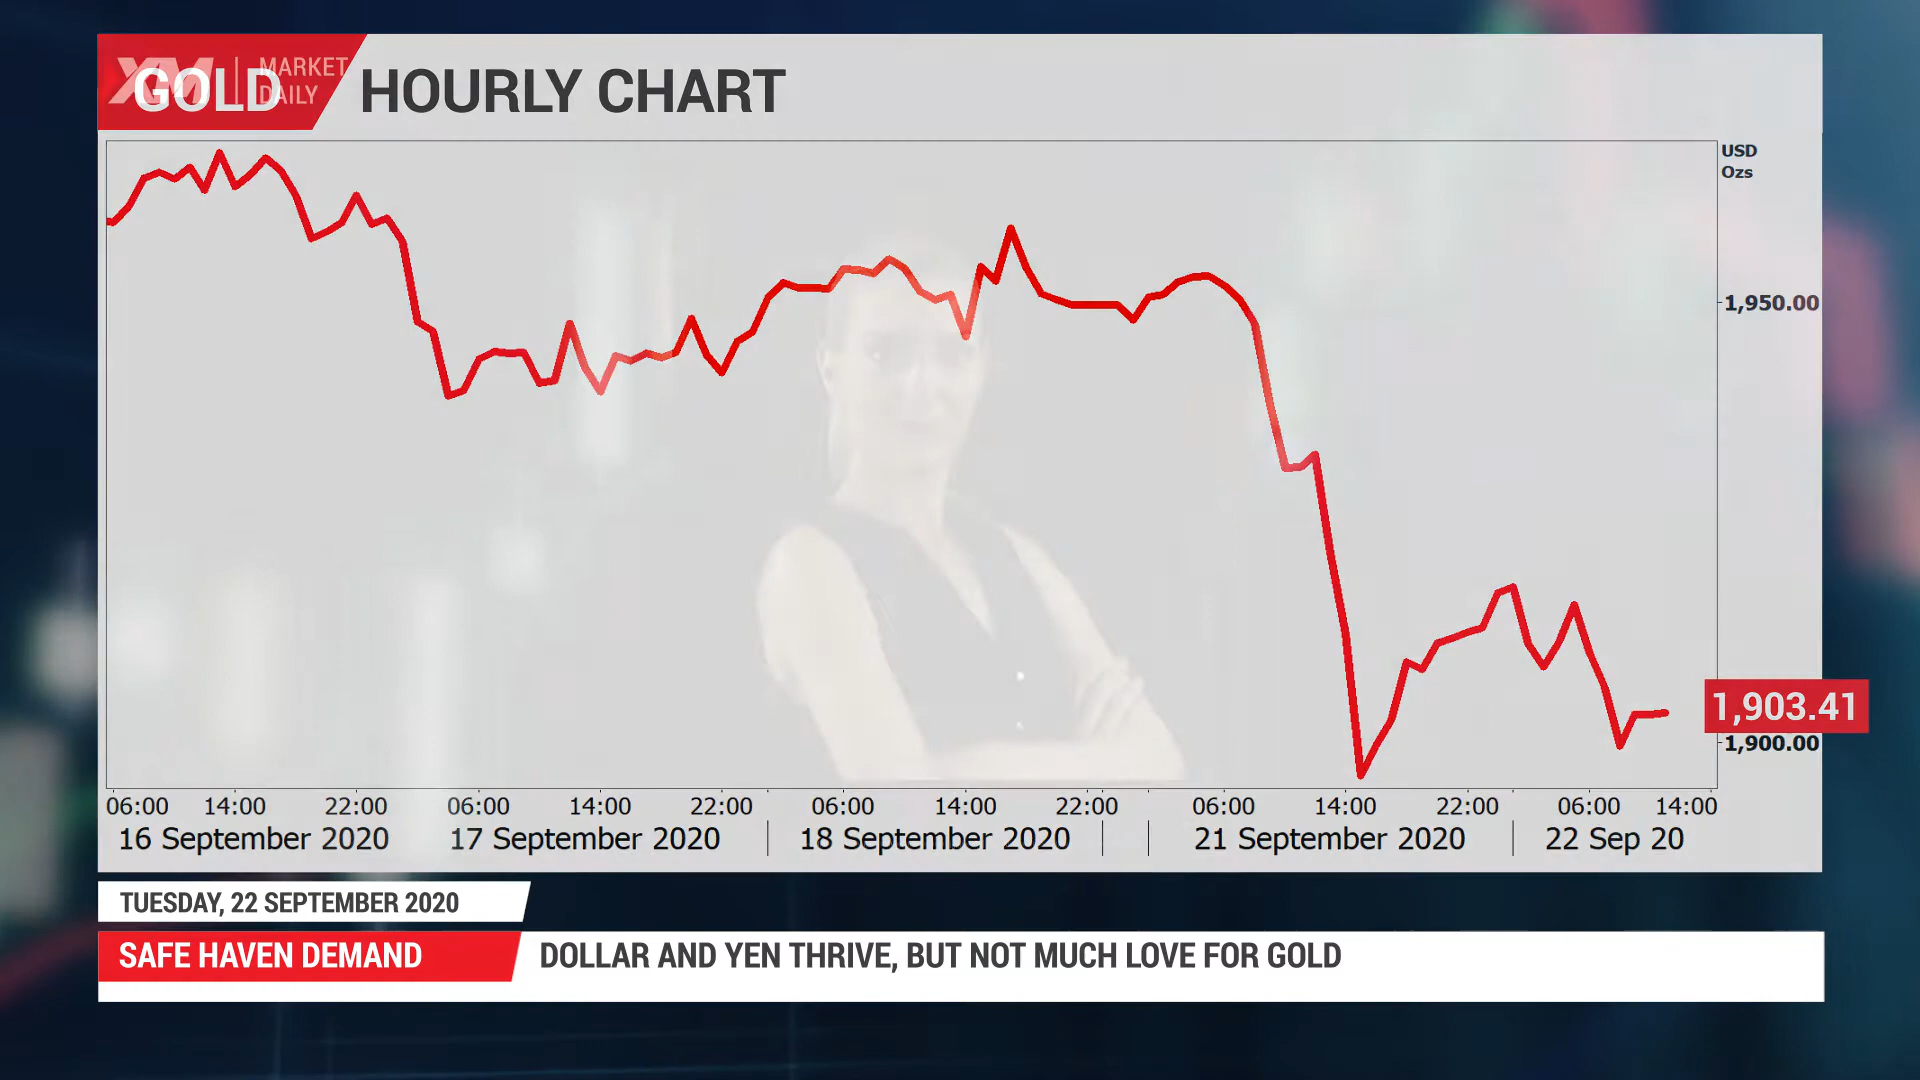 XM MARKET DAILY
GOLD HOURLY CHART
USD
Ozs
1,950.00
1,903.41
1,900.00
06:00 14:00 22:00 06:00 14:00 22:00 06:00 14:00 22:00 06:00 14:00 22:00 06:00 14:00
16 September 2020 17 September 2020 18 September 2020 21 September 2020 22 Sep 20
TUESDAY, 22 SEPTEMBER 2020
SAFE HAVEN DEMAND DOLLAR AND YEN THRIVE, BUT NOT MUCH LOVE FOR GOLD